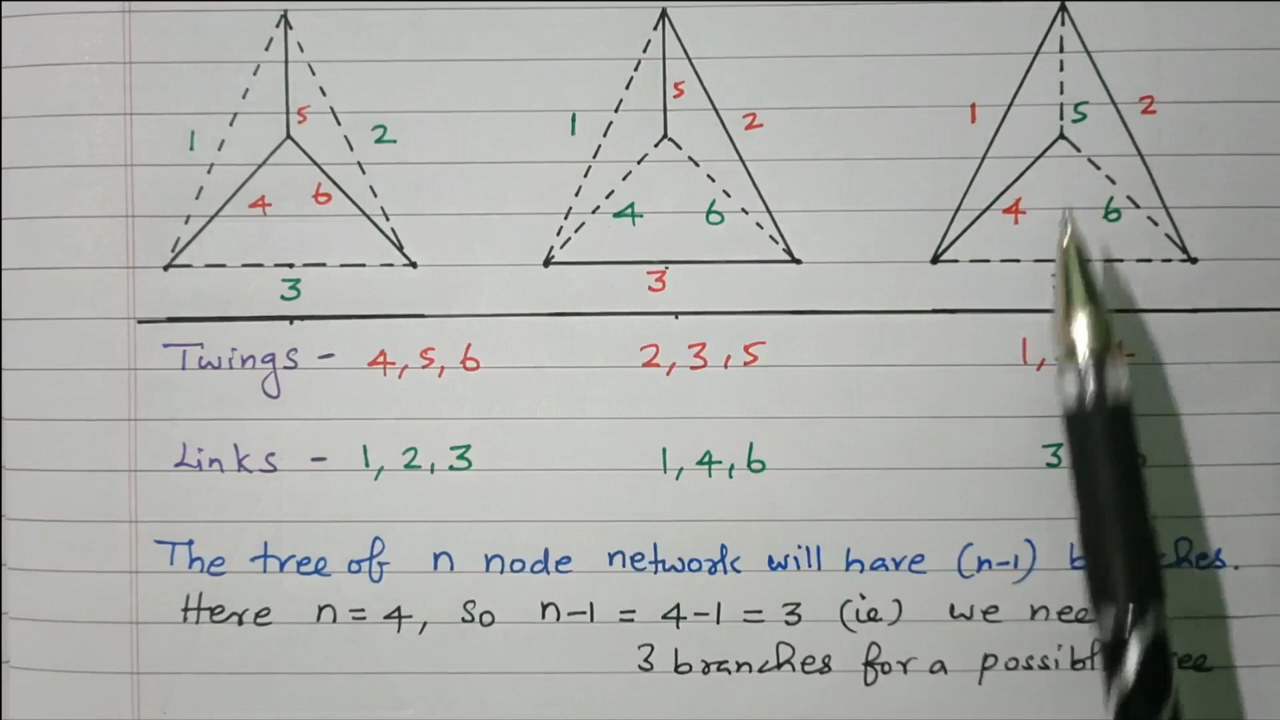 5 5 1 5 2
1 2 1 2
4 6 4 6 4 6
3 3
Twings - 4, 5, 6 2, 3, 5 1,
Links - 1, 2, 3 1, 4, 6 3
The tree of n node network will have (n-1)
Here n = 4, so n-1 = 4-1 = 3 (ie) we
3 branches for a